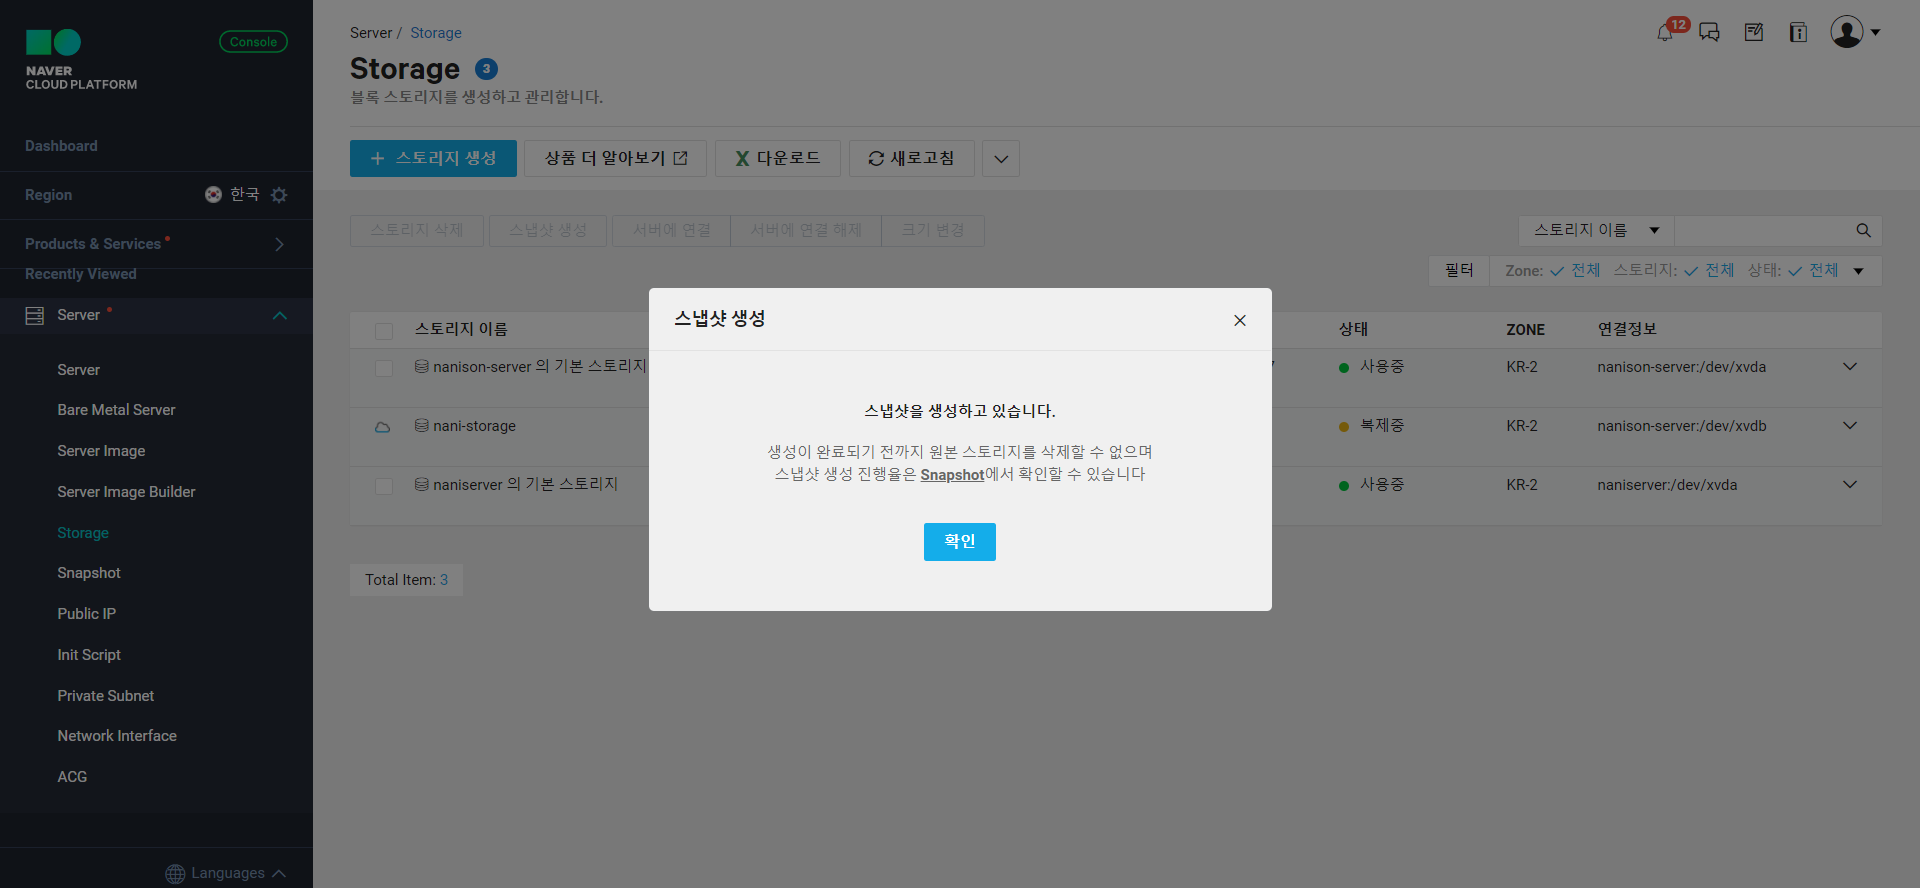 NAVER
CLOUD PLATFORM
Console
Dashboard
Region
한국
Products & Services
Recently Viewed
Server
Server
Bare Metal Server
Server Image
Server Image Builder
Storage
Snapshot
Public IP
Init Script
Private Subnet
Network Interface
ACG
Languages
Server / Storage
12
Storage 3
블록 스토리지를 생성하고 관리합니다.
+ 스토리지 생성
상품 더 알아보기
다운로드
새로고침
스토리지 삭제
스냅샷 생성
서버에 연결
서버에 연결 해제
크기 변경
스토리지 이름
필터
Zone: 전체 스토리지: 전체 상태: 전체
스토리지 이름 상태 ZONE 연결정보
nanison-server 의 기본 스토리지 사용중 KR-2 nanison-server:/dev/xvda
nani-storage 복제중 KR-2 nanison-server:/dev/xvdb
naniserver 의 기본 스토리지 사용중 KR-2 naniserver:/dev/xvda
Total Item: 3
스냅샷 생성
스냅샷을 생성하고 있습니다.
생성이 완료되기 전까지 원본 스토리지를 삭제할 수 없으며
스냅샷 생성 진행율은 Snapshot에서 확인할 수 있습니다
확인